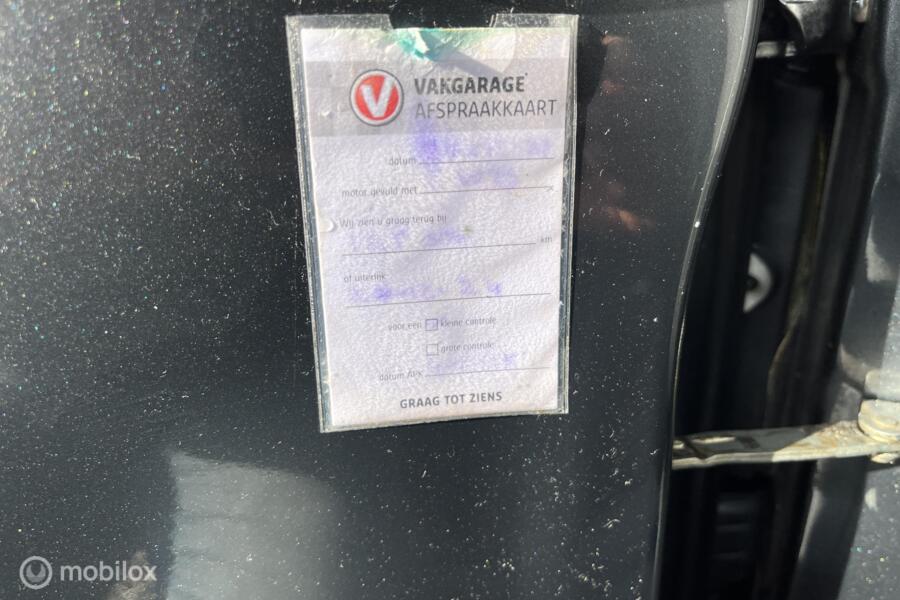 V VAKGARAGE
AFSPRAAKKAART
datum
motor gevuld met
Wij zien u graag terug bij
km
of uiterlijk
voor een kleine controle
grote controle
datum APK
GRAAG TOT ZIENS
mobilox